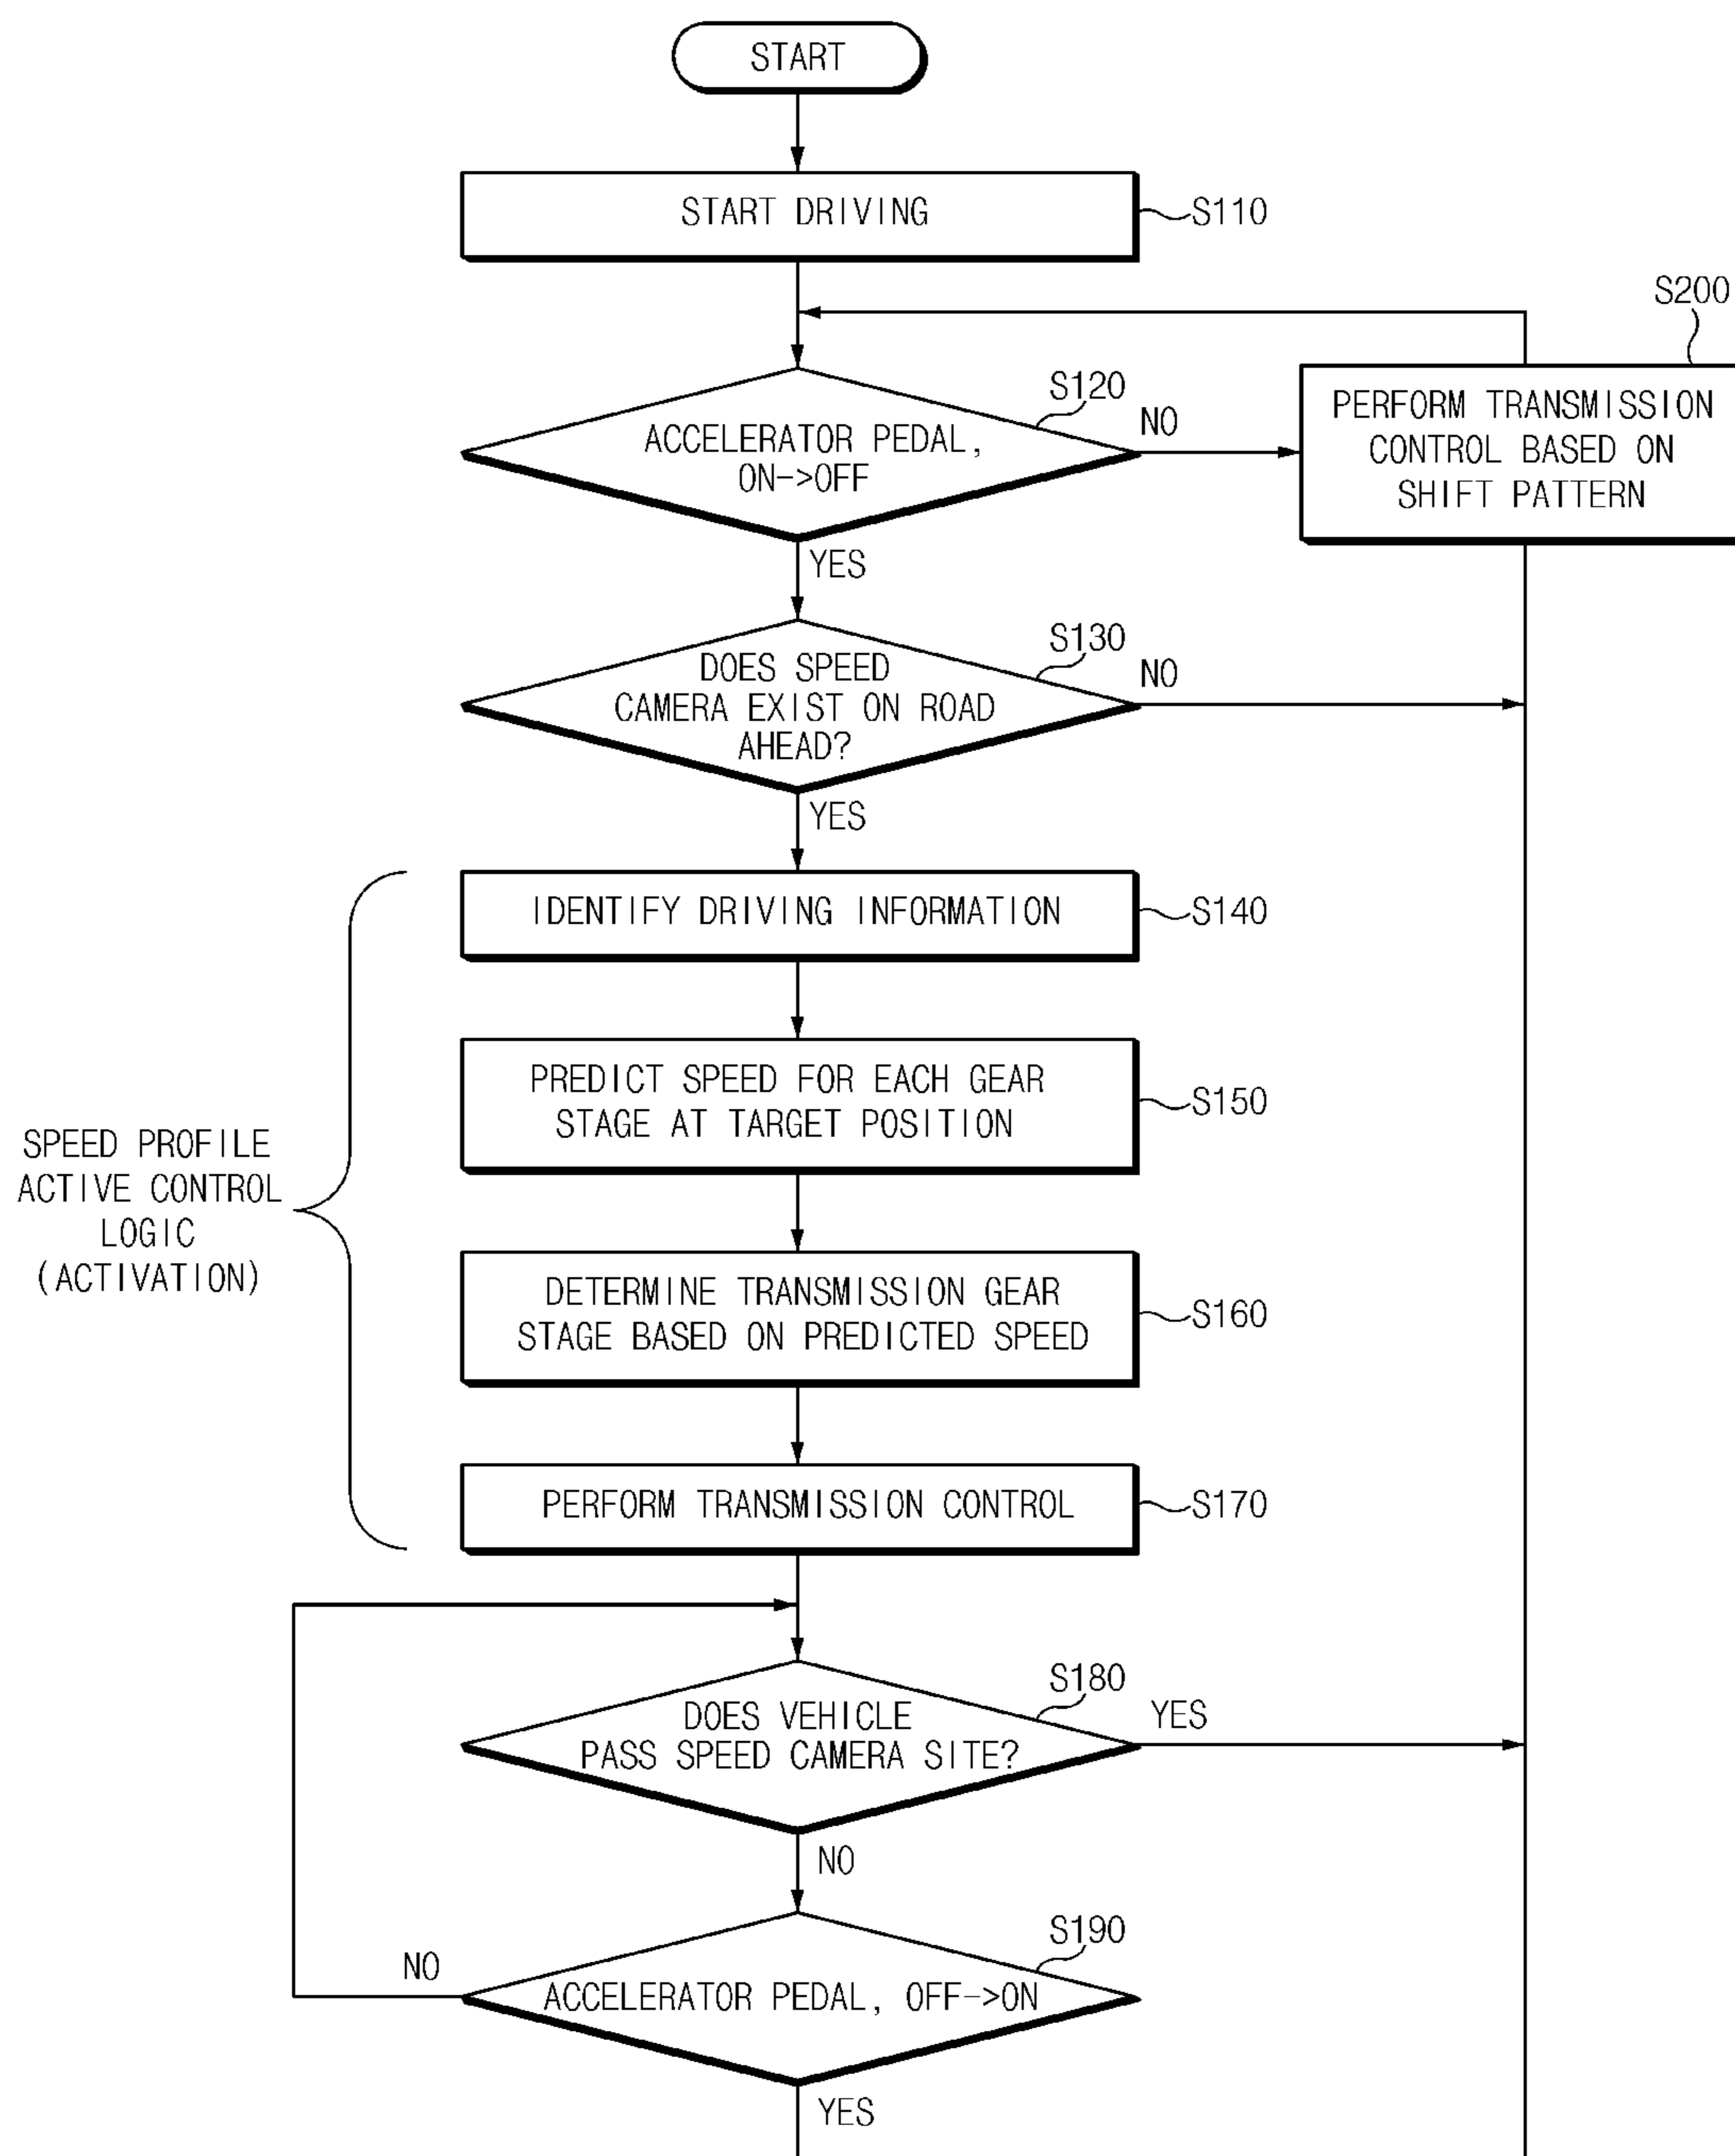 START
START DRIVING
S110
S200
S120
ACCELERATOR PEDAL,
ON->OFF
NO
PERFORM TRANSMISSION
CONTROL BASED ON
SHIFT PATTERN
YES
S130
DOES SPEED
CAMERA EXIST ON ROAD
AHEAD?
NO
YES
IDENTIFY DRIVING INFORMATION
S140
PREDICT SPEED FOR EACH GEAR
STAGE AT TARGET POSITION
S150
SPEED PROFILE
ACTIVE CONTROL
LOGIC
(ACTIVATION)
DETERMINE TRANSMISSION GEAR
STAGE BASED ON PREDICTED SPEED
S160
PERFORM TRANSMISSION CONTROL
S170
S180
DOES VEHICLE
PASS SPEED CAMERA SITE?
YES
NO
S190
NO
ACCELERATOR PEDAL, OFF->ON
YES